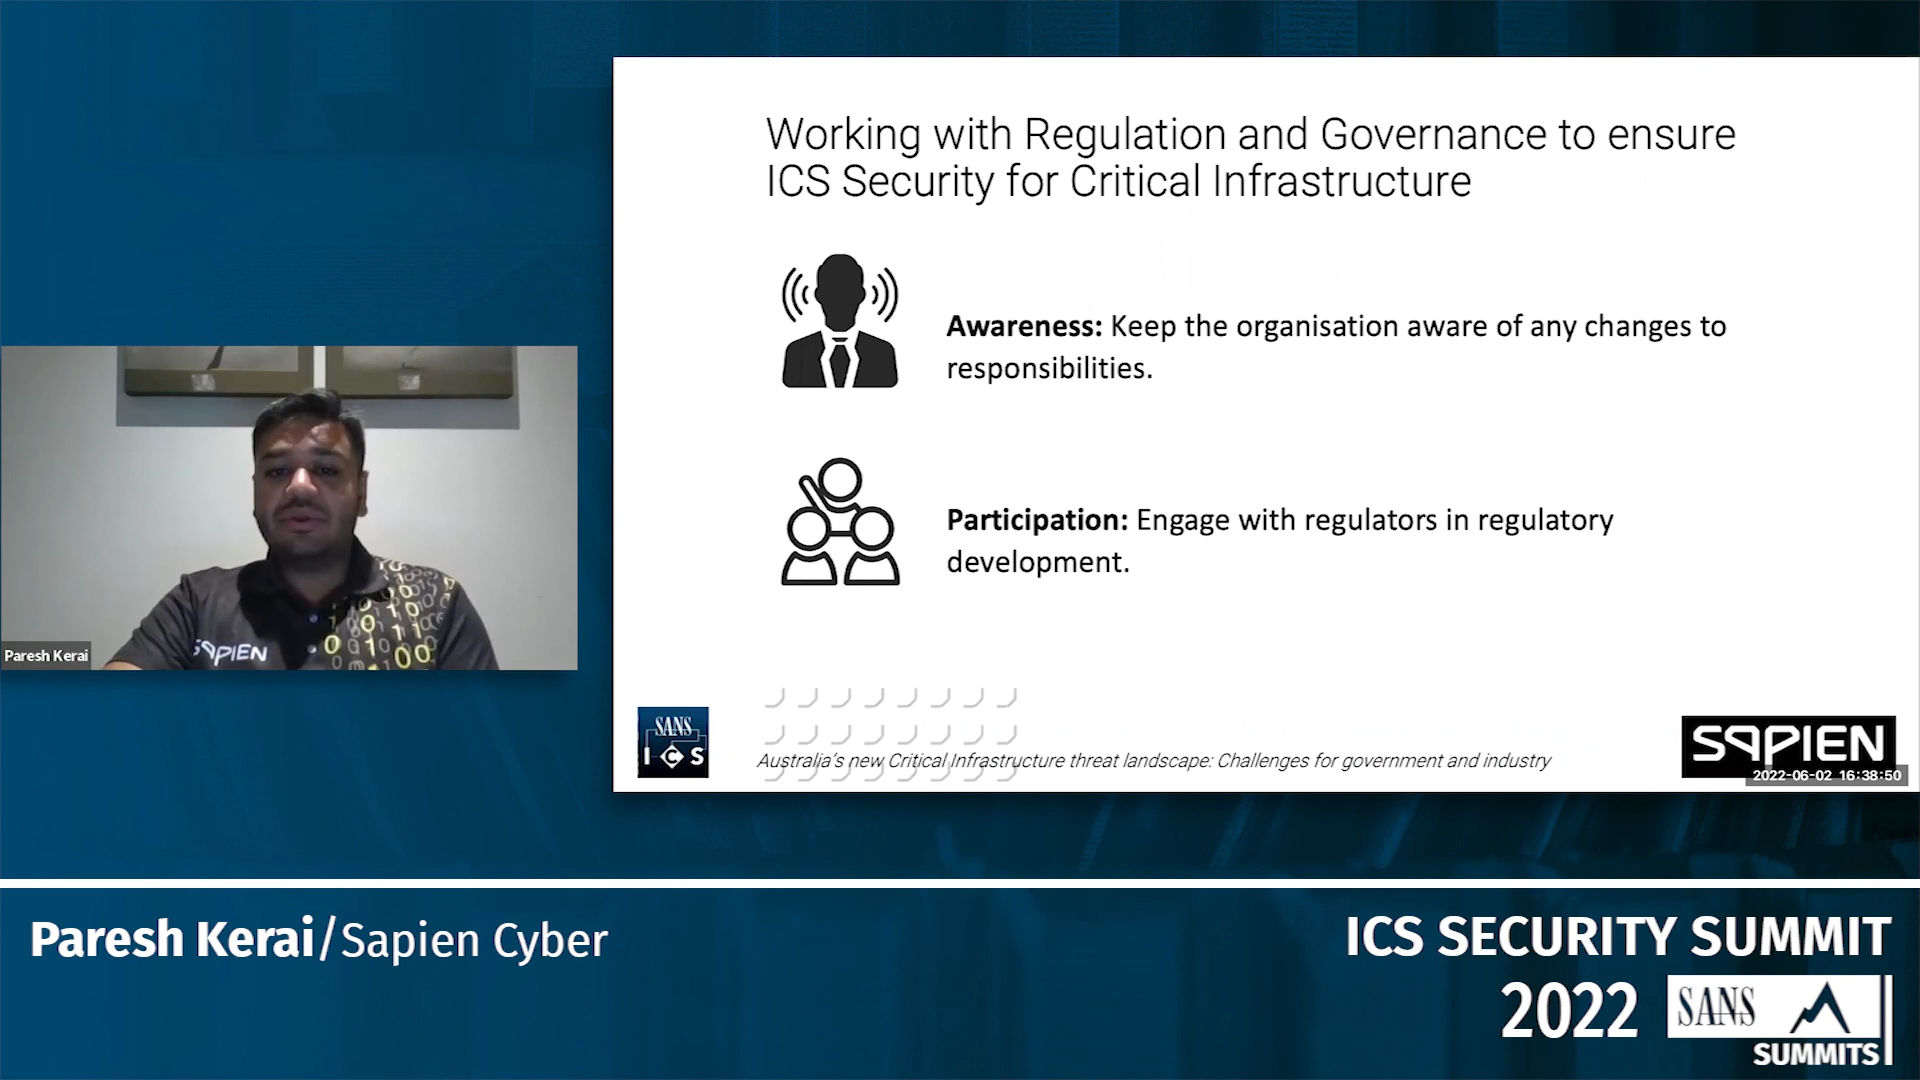 Working with Regulation and Governance to ensure
ICS Security for Critical Infrastructure
Awareness: Keep the organisation aware of any changes to
responsibilities.
Participation: Engage with regulators in regulatory
development.
SAPIEN
Paresh Kerai
SANS
ICS
Australia's new Critical Infrastructure threat landscape: Challenges for government and industry
SAPIEN
2022-06-02 16:38:50
Paresh Kerai/Sapien Cyber
ICS SECURITY SUMMIT
2022
SANS
SUMMITS